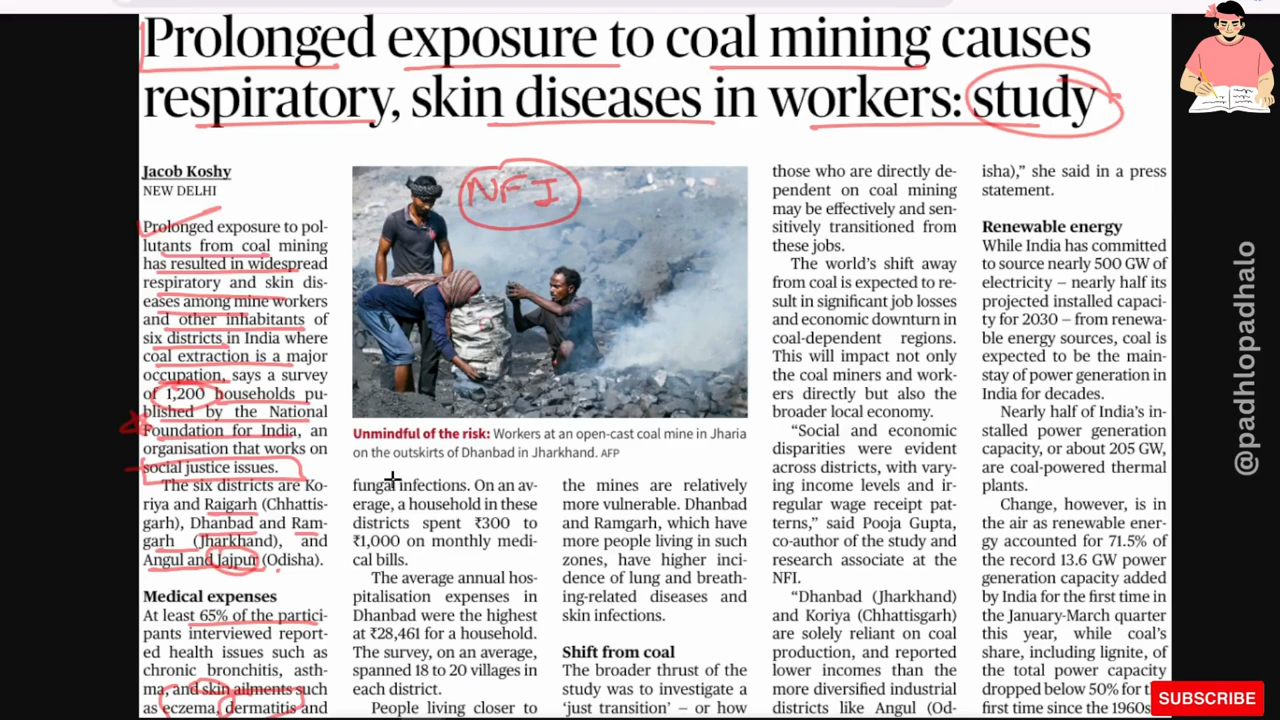 Prolonged exposure to coal mining causes
respiratory, skin diseases in workers: study
Jacob Koshy
NEW DELHI
Prolonged exposure to pol-
lutants from coal mining
has resulted in widespread
respiratory and skin dis-
eases among mine workers
and other inhabitants of
six districts in India where
coal extraction is a major
occupation, says a survey
of 1,200 households pu-
blished by the National
Foundation for India, an
organisation that works on
social justice issues.
The six districts are Ko-
riya and Raigarh (Chhattis-
garh), Dhanbad and Ram-
garh (Jharkhand), and
Angul and Jajpur (Odisha).
Medical expenses
At least 65% of the partici-
pants interviewed report-
ed health issues such as
chronic bronchitis, asth-
ma, and skin ailments such
as eczema, dermatitis and
NFI
Unmindful of the risk: Workers at an open-cast coal mine in Jharia
on the outskirts of Dhanbad in Jharkhand. AFP
fungal infections. On an av-
erage, a household in these
districts spent ₹300 to
₹1,000 on monthly medi-
cal bills.
The average annual hos-
pitalisation expenses in
Dhanbad were the highest
at ₹28,461 for a household.
The survey, on an average,
spanned 18 to 20 villages in
each district.
People living closer to
the mines are relatively
more vulnerable. Dhanbad
and Ramgarh, which have
more people living in such
zones, have higher inci-
dence of lung and breath-
ing-related diseases and
skin infections.
Shift from coal
The broader thrust of the
study was to investigate a
‘just transition’ – or how
those who are directly de-
pendent on coal mining
may be effectively and sen-
sitively transitioned from
these jobs.
The world’s shift away
from coal is expected to re-
sult in significant job losses
and economic downturn in
coal-dependent regions.
This will impact not only
the coal miners and work-
ers directly but also the
broader local economy.
“Social and economic
disparities were evident
across districts, with vary-
ing income levels and ir-
regular wage receipt pat-
terns,” said Pooja Gupta,
co-author of the study and
research associate at the
NFI.
“Dhanbad (Jharkhand)
and Koriya (Chhattisgarh)
are solely reliant on coal
production, and reported
lower incomes than the
more diversified industrial
districts like Angul (Od-
isha),” she said in a press
statement.
Renewable energy
While India has committed
to source nearly 500 GW of
electricity – nearly half its
projected installed capaci-
ty for 2030 – from renewa-
ble energy sources, coal is
expected to be the main-
stay of power generation in
India for decades.
Nearly half of India’s in-
stalled power generation
capacity, or about 205 GW,
are coal-powered thermal
plants.
Change, however, is in
the air as renewable ener-
gy accounted for 71.5% of
the record 13.6 GW power
generation capacity added
by India for the first time in
the January-March quarter
this year, while coal’s
share, including lignite, of
the total power capacity
dropped below 50% for
first time since the 1960s
@padhlopadhalo
SUBSCRIBE